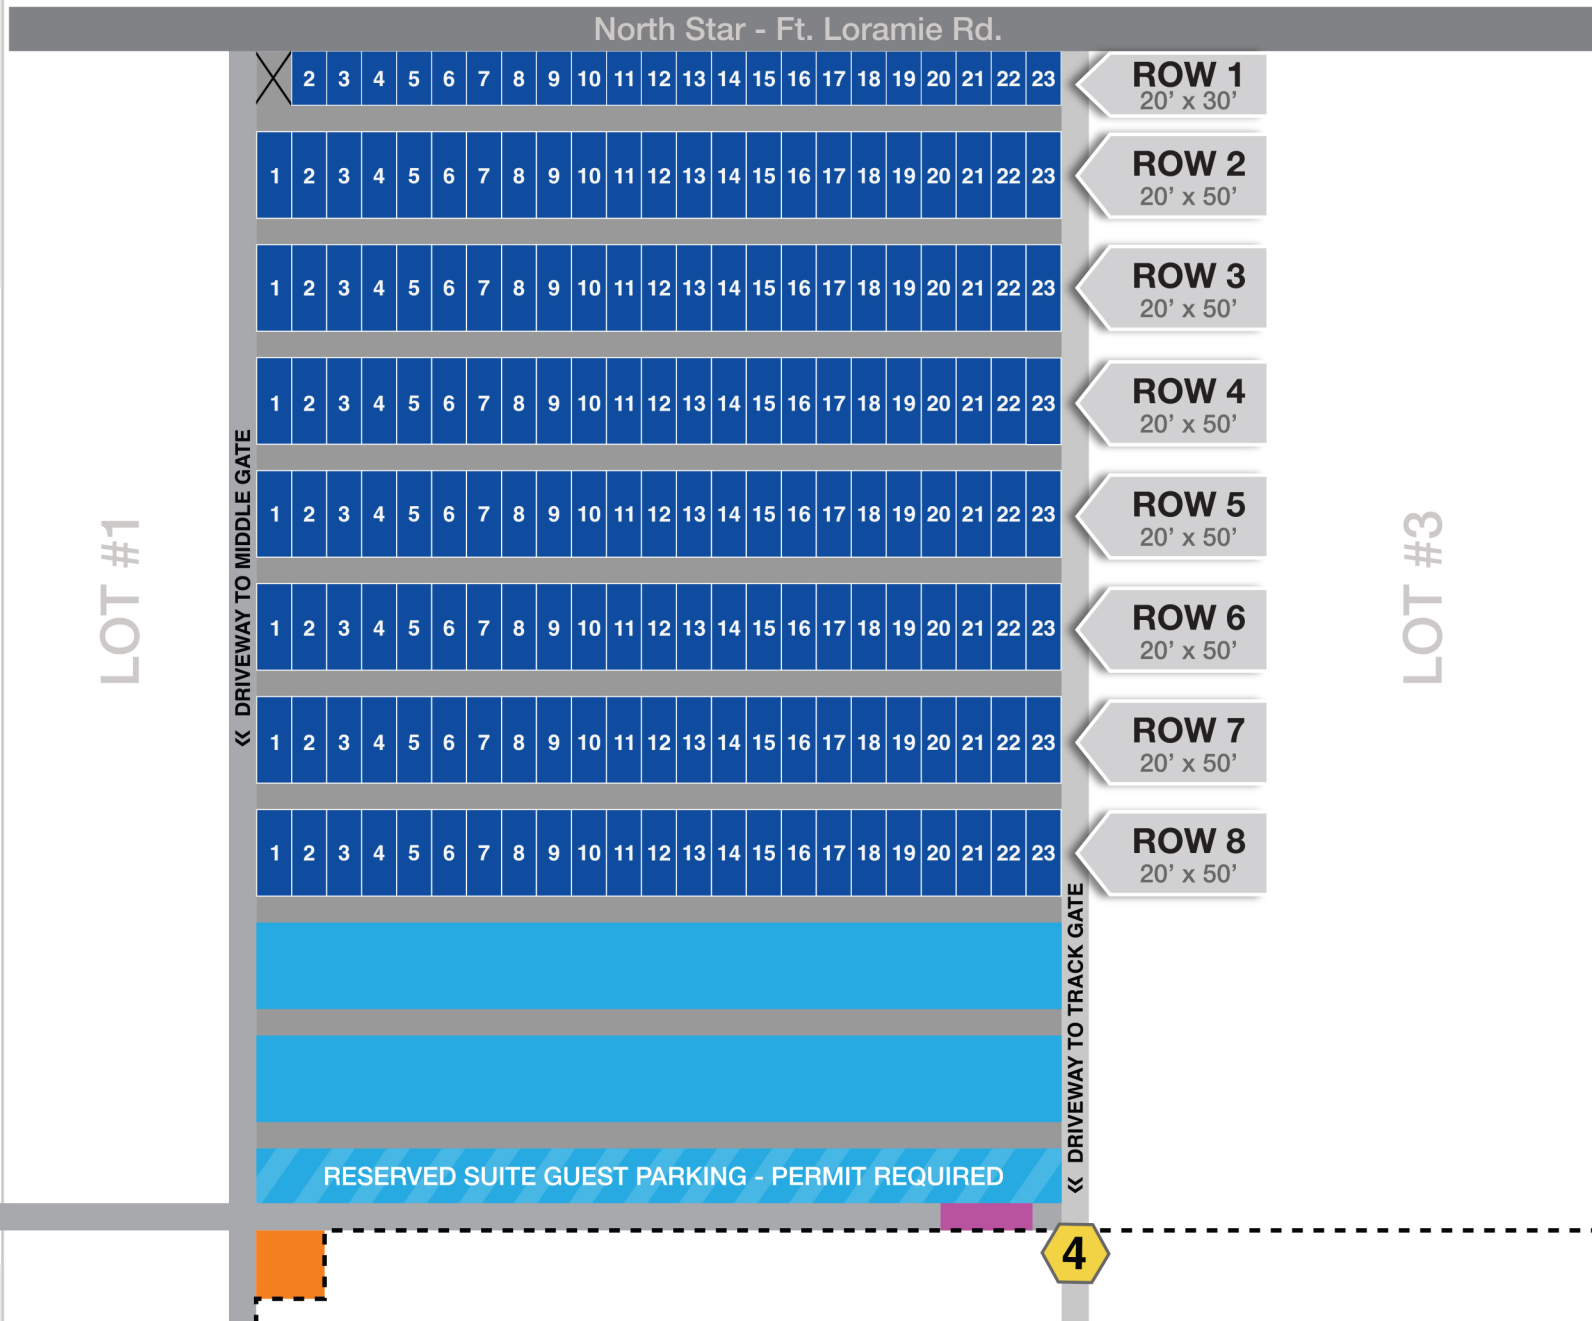 North Star - Ft. Loramie Rd.
2 3 4 5 6 7 8 9 10 11 12 13 14 15 16 17 18 19 20 21 22 23
ROW 1
20’ x 30’
1 2 3 4 5 6 7 8 9 10 11 12 13 14 15 16 17 18 19 20 21 22 23
ROW 2
20’ x 50’
1 2 3 4 5 6 7 8 9 10 11 12 13 14 15 16 17 18 19 20 21 22 23
ROW 3
20’ x 50’
1 2 3 4 5 6 7 8 9 10 11 12 13 14 15 16 17 18 19 20 21 22 23
ROW 4
20’ x 50’
1 2 3 4 5 6 7 8 9 10 11 12 13 14 15 16 17 18 19 20 21 22 23
ROW 5
20’ x 50’
1 2 3 4 5 6 7 8 9 10 11 12 13 14 15 16 17 18 19 20 21 22 23
ROW 6
20’ x 50’
1 2 3 4 5 6 7 8 9 10 11 12 13 14 15 16 17 18 19 20 21 22 23
ROW 7
20’ x 50’
1 2 3 4 5 6 7 8 9 10 11 12 13 14 15 16 17 18 19 20 21 22 23
ROW 8
20’ x 50’
LOT #1
« DRIVEWAY TO MIDDLE GATE
LOT #3
« DRIVEWAY TO TRACK GATE
RESERVED SUITE GUEST PARKING - PERMIT REQUIRED
4